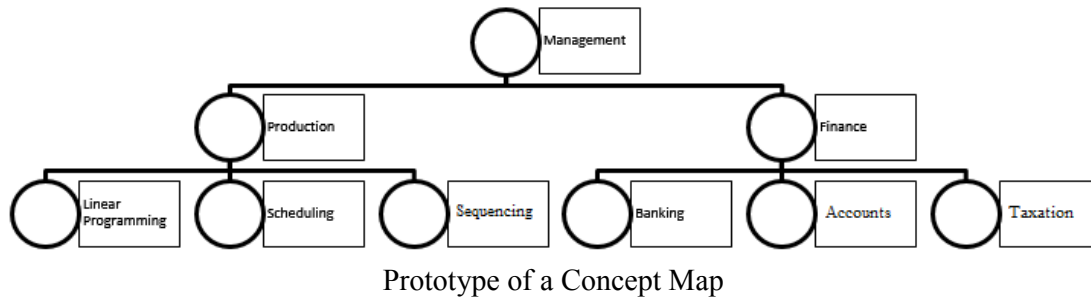 Management
Production
Finance
Linear
Programming
Scheduling
Sequencing
Banking
Accounts
Taxation
Prototype of a Concept Map